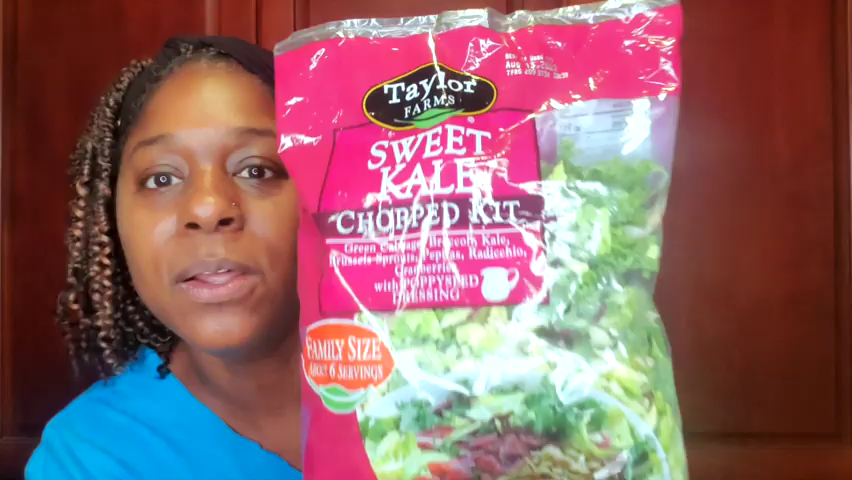 Taylor
FARMS
SWEET
KALE
CHOPPED KIT
Green Cabbage, Broccoli, Kale,
Brussels Sprouts, Pepitas, Radicchio,
Cranberries
with POPPYSEED
DRESSING
FAMILY SIZE
ABOUT 6 SERVINGS